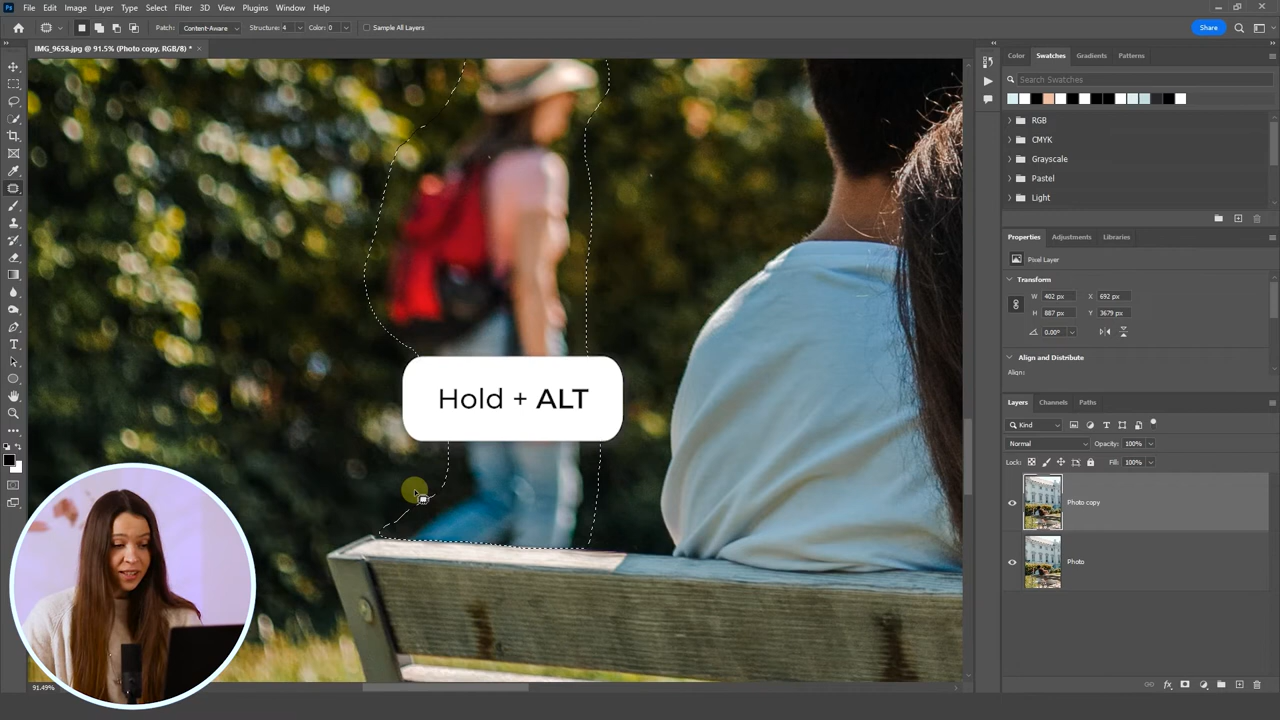 Ps File Edit Image Layer Type Select Filter 3D View Plugins Window Help
Patch: Content-Aware Structure: 4 Color: 0 Sample All Layers Share
IMG_9658.jpg @ 91.5% (Photo copy, RGB/8) *
Color Swatches Gradients Patterns
Search Swatches
RGB
CMYK
Grayscale
Pastel
Light
Properties Adjustments Libraries
Pixel Layer
Transform
W 402 px X 692 px
H 887 px Y 3679 px
0.00°
Align and Distribute
Align:
Hold + ALT
Layers Channels Paths
Kind
Normal Opacity: 100%
Lock: Fill: 100%
Photo copy
Photo
91.49%